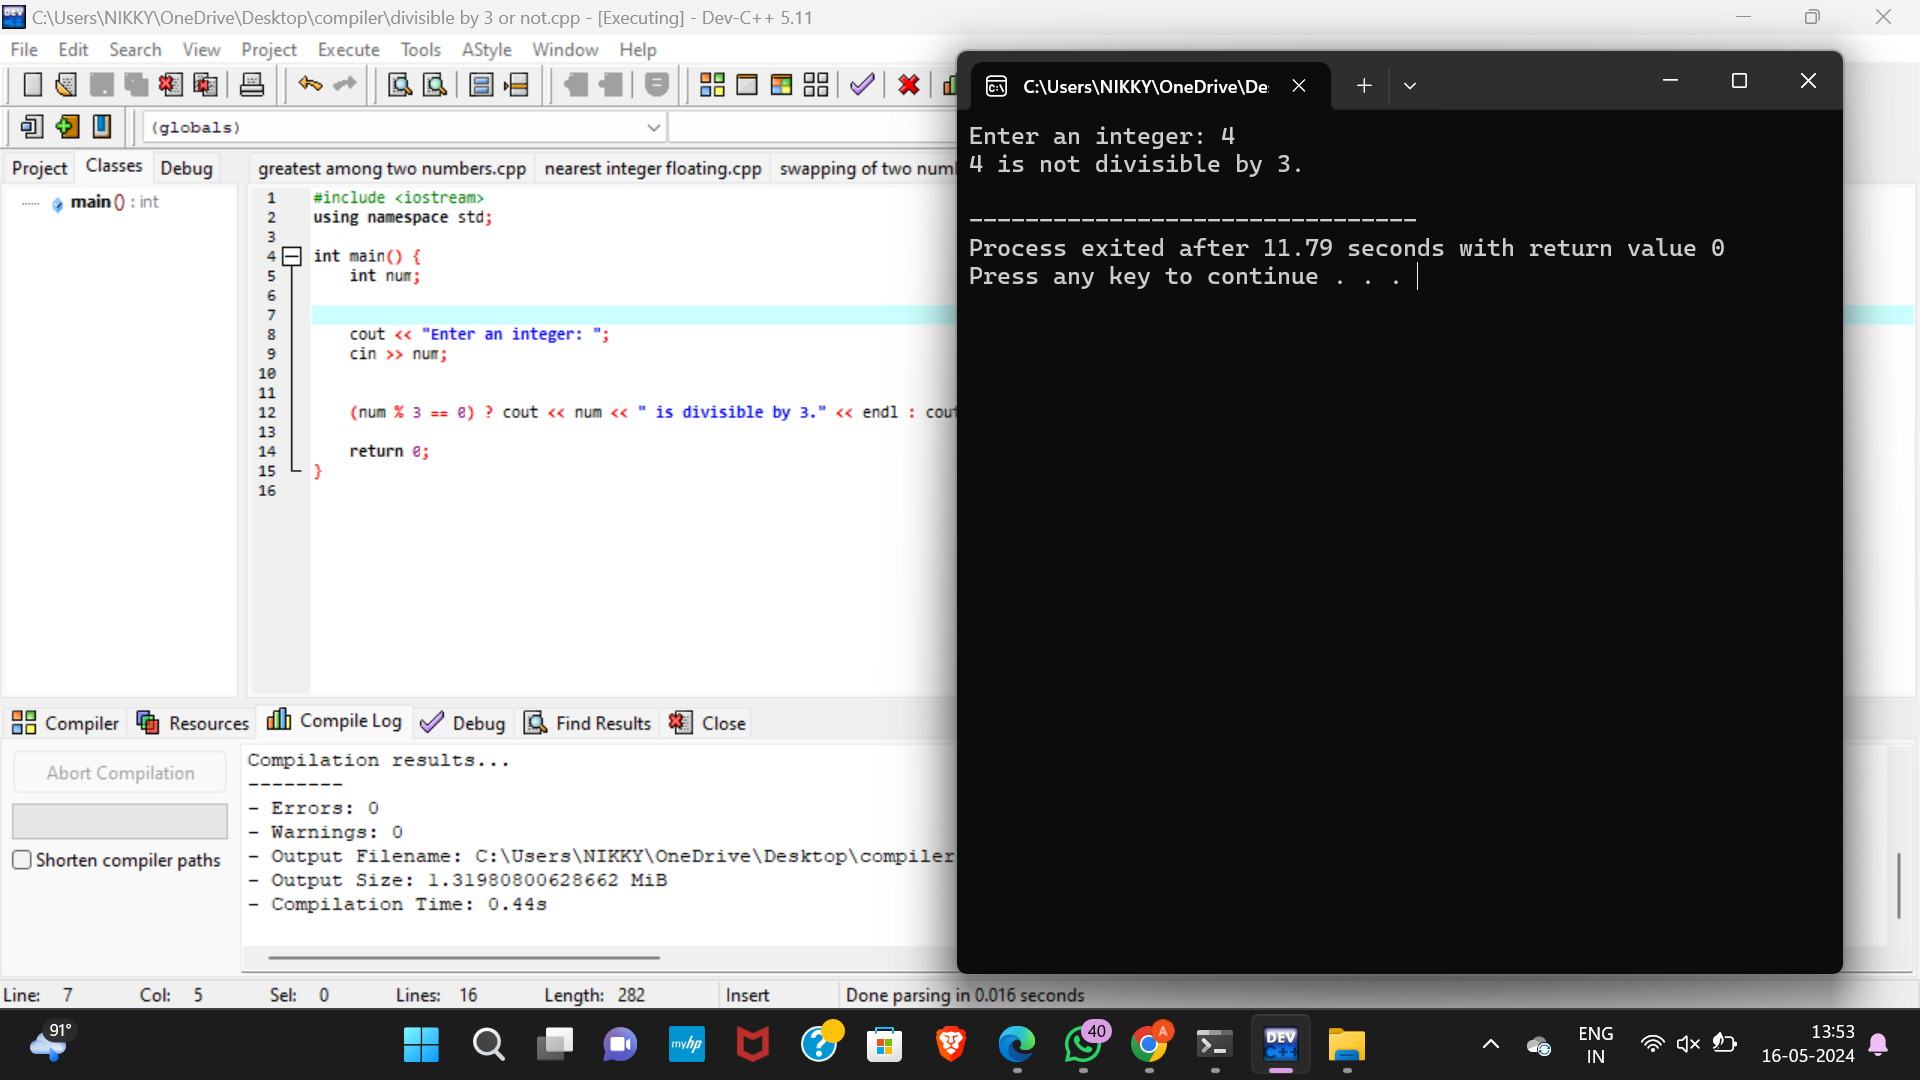 C:\Users\NIKKY\OneDrive\Desktop\compiler\divisible by 3 or not.cpp - [Executing] - Dev-C++ 5.11
File Edit Search View Project Execute Tools AStyle Window Help
(globals)
Project Classes Debug
greatest among two numbers.cpp nearest integer floating.cpp swapping of two num
main () : int
1 #include <iostream>
2 using namespace std;
3
4 int main() {
5 int num;
6
7
8 cout << "Enter an integer: ";
9 cin >> num;
10
11
12 (num % 3 == 0) ? cout << num << " is divisible by 3." << endl : cou
13
14 return 0;
15 }
16
C:\Users\NIKKY\OneDrive\De
Enter an integer: 4
4 is not divisible by 3.
--------------------------------
Process exited after 11.79 seconds with return value 0
Press any key to continue . . .
Compiler Resources Compile Log Debug Find Results Close
Abort Compilation
Shorten compiler paths
Compilation results...
--------
- Errors: 0
- Warnings: 0
- Output Filename: C:\Users\NIKKY\OneDrive\Desktop\compiler
- Output Size: 1.31980800628662 MiB
- Compilation Time: 0.44s
Line: 7 Col: 5 Sel: 0 Lines: 16 Length: 282 Insert Done parsing in 0.016 seconds
91°
myhp
40
A
DEV C++
ENG
IN
13:53
16-05-2024